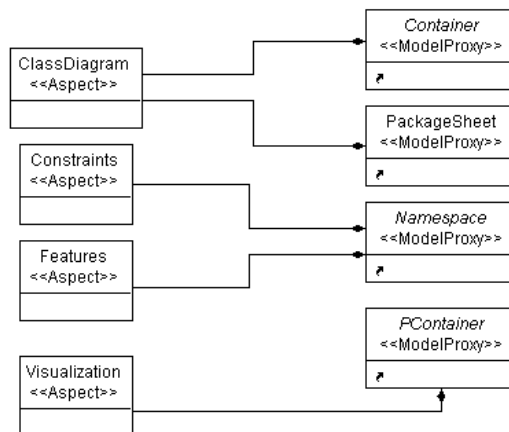 Container
<<ModelProxy>>
ClassDiagram
<<Aspect>>
PackageSheet
<<ModelProxy>>
Constraints
<<Aspect>>
Namespace
<<ModelProxy>>
Features
<<Aspect>>
PContainer
<<ModelProxy>>
Visualization
<<Aspect>>